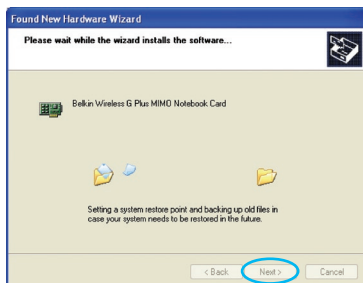 Found New Hardware Wizard
Please wait while the wizard installs the software...
Belkin Wireless G Plus MIMO Notebook Card
Setting a system restore point and backing up old files in
case your system needs to be restored in the future.
< Back
Next >
Cancel